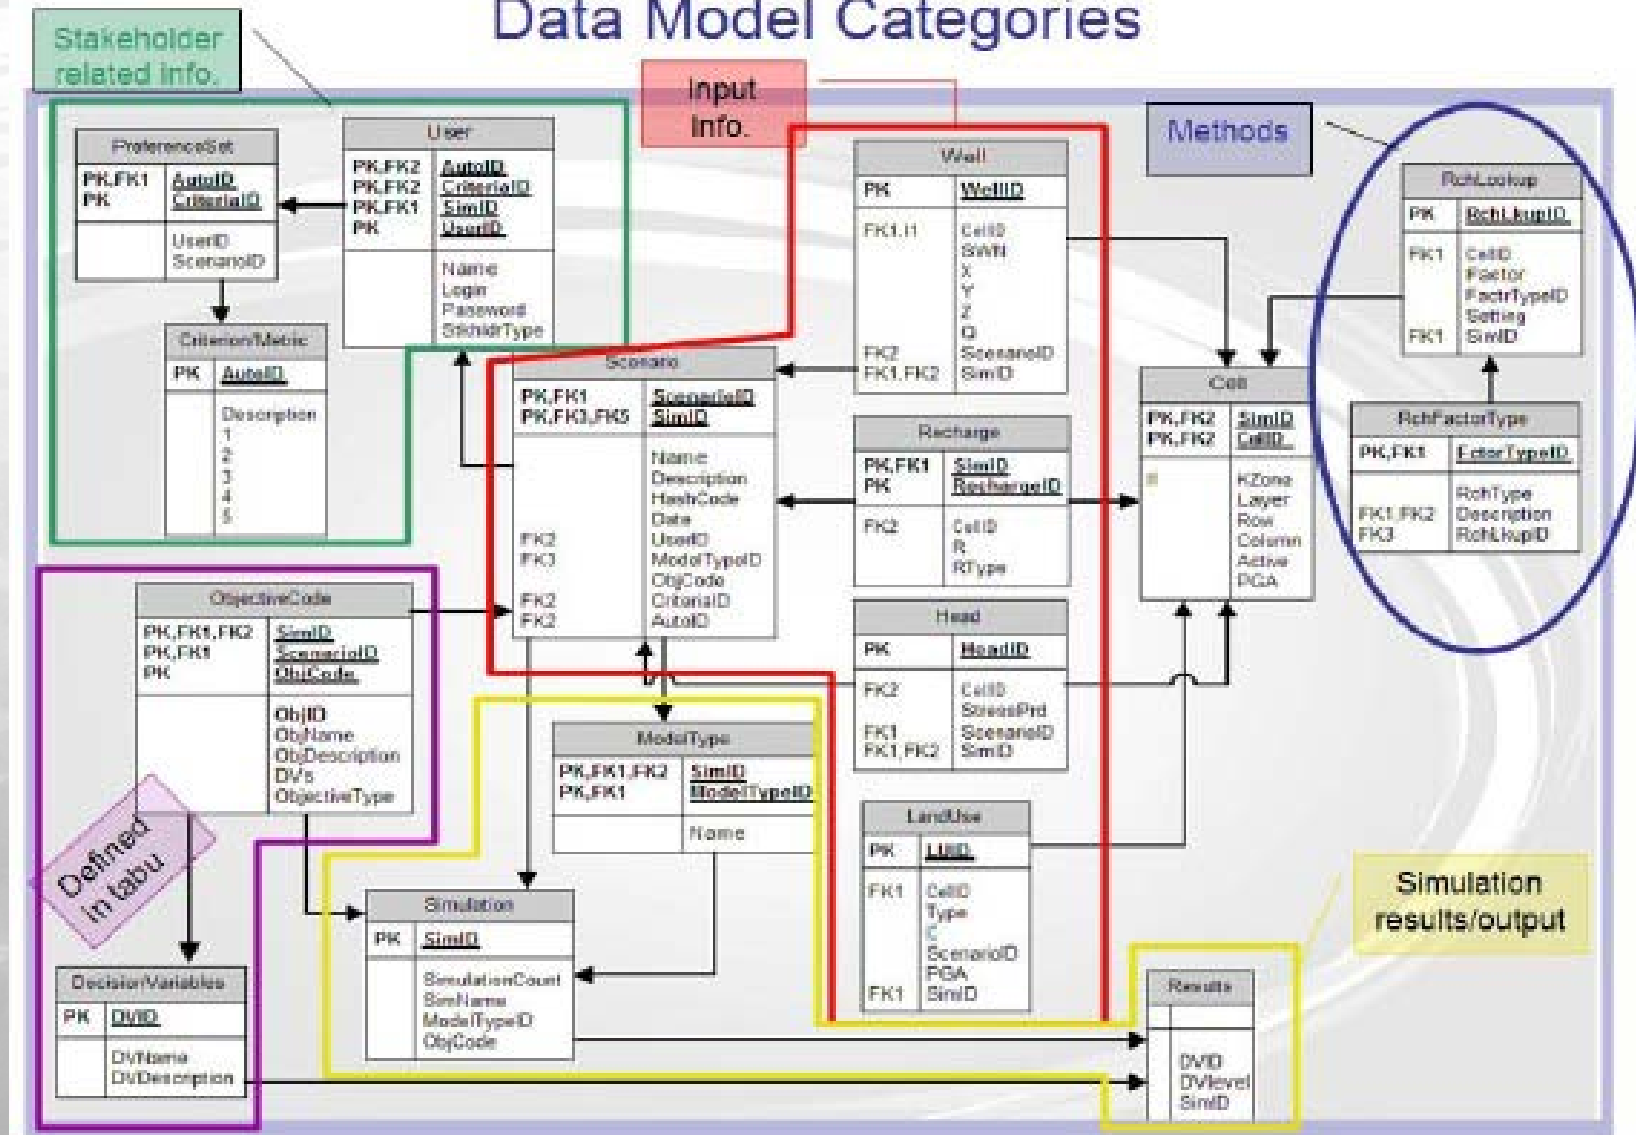 Data Model Categories
Stakeholder
related info.
Input
Info.
Methods
PreferenceSet
PK,FK1 AutoID
PK CriteriaID
UserID
ScenarioID
User
PK,FK2 AutoID
PK,FK2 CriteriaID
PK,FK1 SimID
PK UserID
Name
Login
Password
StkhldrType
Criterion/Metric
PK AutoID
Description
1
2
3
4
5
Well
PK WellID
FK1,I1 CellID
SWN
X
Y
Z
Q
FK2 ScenarioID
FK1,FK2 SimID
RchLookup
PK RchLkupID
FK1 CellID
Factor
FactrTypeID
Setting
FK1 SimID
Scenario
PK,FK1 ScenarioID
PK,FK3,FK5 SimID
Name
Description
HashCode
Date
FK2 UserID
FK3 ModelTypeID
ObjCode
FK2 CriteriaID
FK2 AutoID
Recharge
PK,FK1 SimID
PK RechargeID
FK2 CellID
R
RType
Cell
PK,FK2 SimID
PK,FK2 CellID
KZone
Layer
Row
Column
Active
PGA
RchFactorType
PK,FK1 FctorTypeID
RchType
FK1,FK2 Description
FK3 RchLkupID
ObjectiveCode
PK,FK1,FK2 SimID
PK,FK1 ScenarioID
PK ObjCode
ObjID
ObjName
ObjDescription
DVs
ObjectiveType
Head
PK HeadID
FK2 CellID
StressPrd
FK1 ScenarioID
FK1,FK2 SimID
ModelType
PK,FK1,FK2 SimID
PK,FK1 ModelTypeID
Name
Defined
in tabu
LandUse
PK LUID
FK1 CellID
Type
C
ScenarioID
PGA
FK1 SimID
Simulation
results/output
Simulation
PK SimID
SimulationCount
SimName
ModelTypeID
ObjCode
DecisionVariables
PK DVID
DVName
DVDescription
Results
DVID
DVlevel
SimID